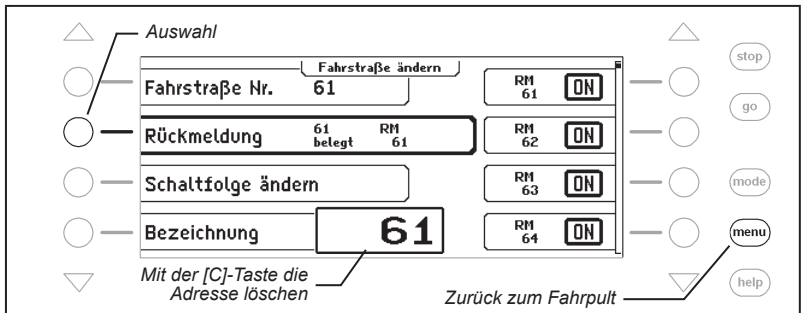 Auswahl
Fahrstraße ändern
Fahrstraße Nr. 61
RM 61 ON
Rückmeldung 61 belegt RM 61
RM 62 ON
Schaltfolge ändern
RM 63 ON
Bezeichnung 61
RM 64 ON
Mit der [C]-Taste die
Adresse löschen
Zurück zum Fahrpult
stop
go
mode
menu
help